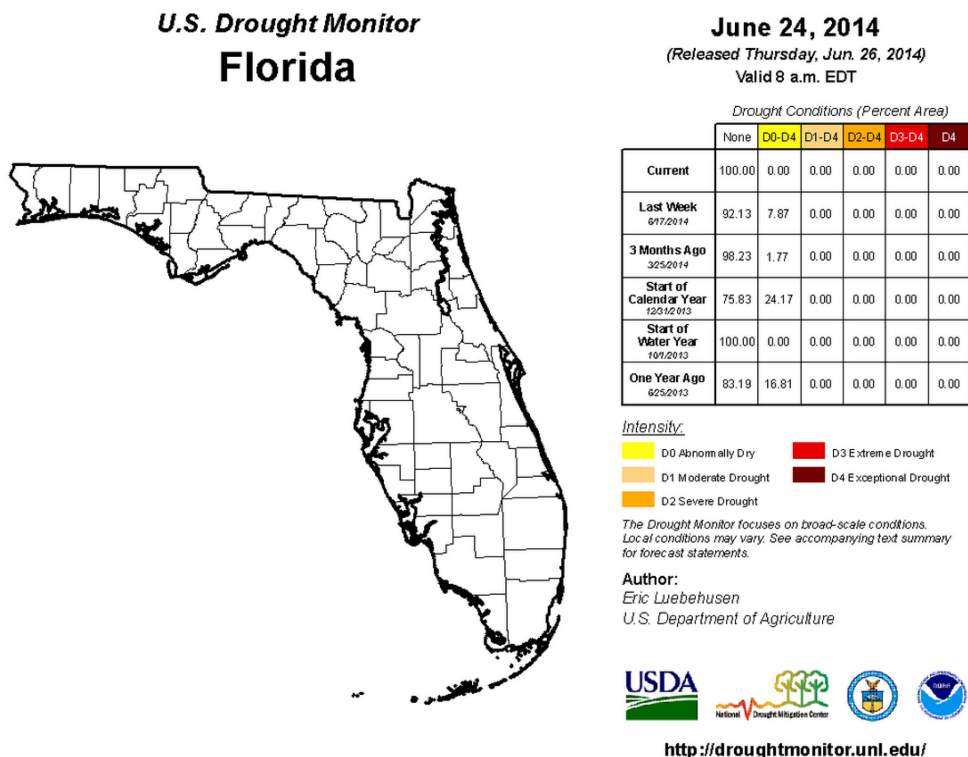 U.S. Drought Monitor
Florida
June 24, 2014
(Released Thursday, Jun. 26, 2014)
Valid 8 a.m. EDT
Drought Conditions (Percent Area)
None D0-D4 D1-D4 D2-D4 D3-D4 D4
Current 100.00 0.00 0.00 0.00 0.00 0.00
Last Week
6/17/2014
92.13 7.87 0.00 0.00 0.00 0.00
3 Months Ago
3/25/2014
98.23 1.77 0.00 0.00 0.00 0.00
Start of
Calendar Year
12/31/2013
75.83 24.17 0.00 0.00 0.00 0.00
Start of
Water Year
10/1/2013
100.00 0.00 0.00 0.00 0.00 0.00
One Year Ago
6/25/2013
83.19 16.81 0.00 0.00 0.00 0.00
Intensity:
D0 Abnormally Dry
D1 Moderate Drought
D2 Severe Drought
D3 Extreme Drought
D4 Exceptional Drought
The Drought Monitor focuses on broad-scale conditions.
Local conditions may vary. See accompanying text summary
for forecast statements.
Author:
Eric Luebehusen
U.S. Department of Agriculture
USDA
National Drought Mitigation Center
noaa
http://droughtmonitor.unl.edu/